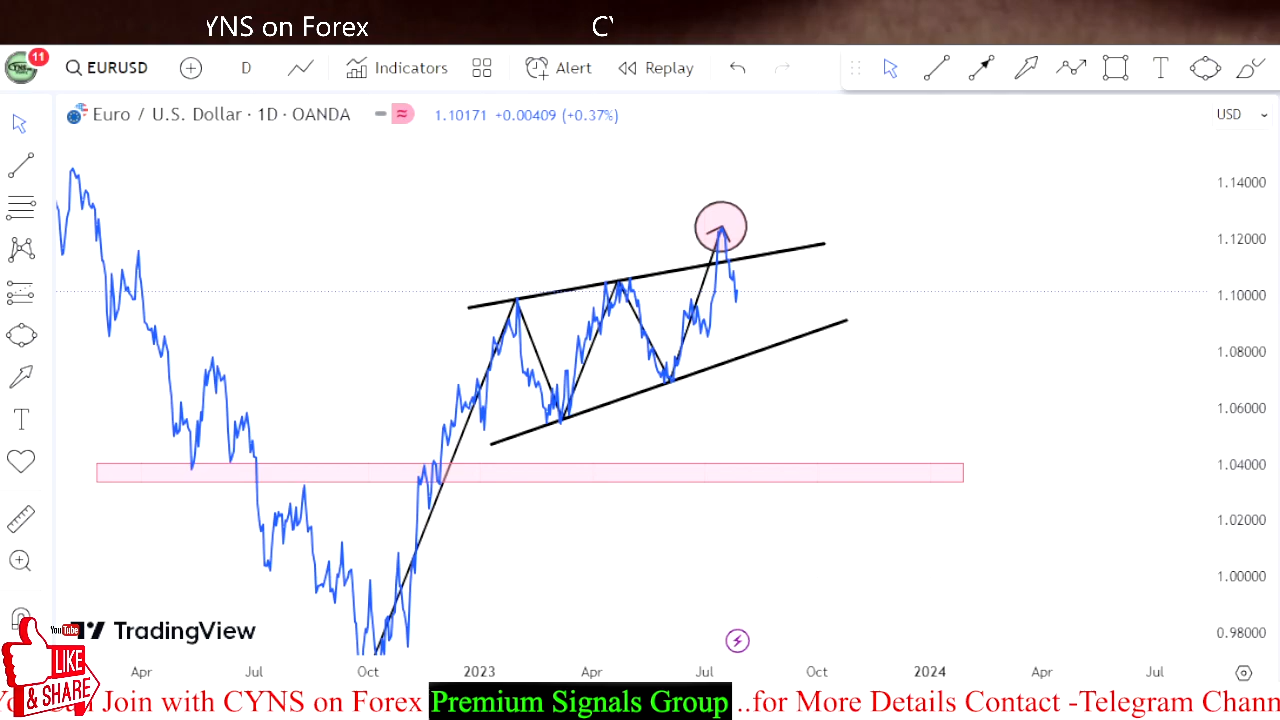 YNS on Forex CY
11 EURUSD D Indicators Alert Replay T
Euro / U.S. Dollar · 1D · OANDA 1.10171 +0.00409 (+0.37%) USD
1.14000
1.12000
1.10000
1.08000
1.06000
1.04000
1.02000
1.00000
0.98000
T
TradingView
YouTube
LIKE
& SHARE
Apr Jul Oct 2023 Apr Jul Oct 2024 Apr Jul
Join with CYNS on Forex Premium Signals Group ..for More Details Contact -Telegram Chann